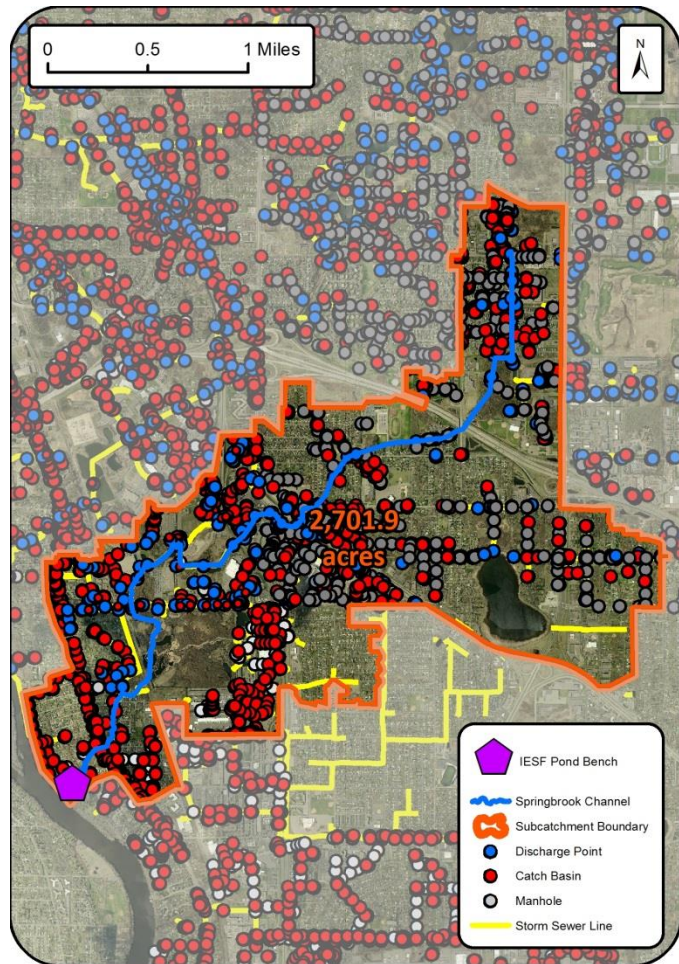 0 0.5 1 Miles
N
2,701.9
acres
IESF Pond Bench
Springbrook Channel
Subcatchment Boundary
Discharge Point
Catch Basin
Manhole
Storm Sewer Line